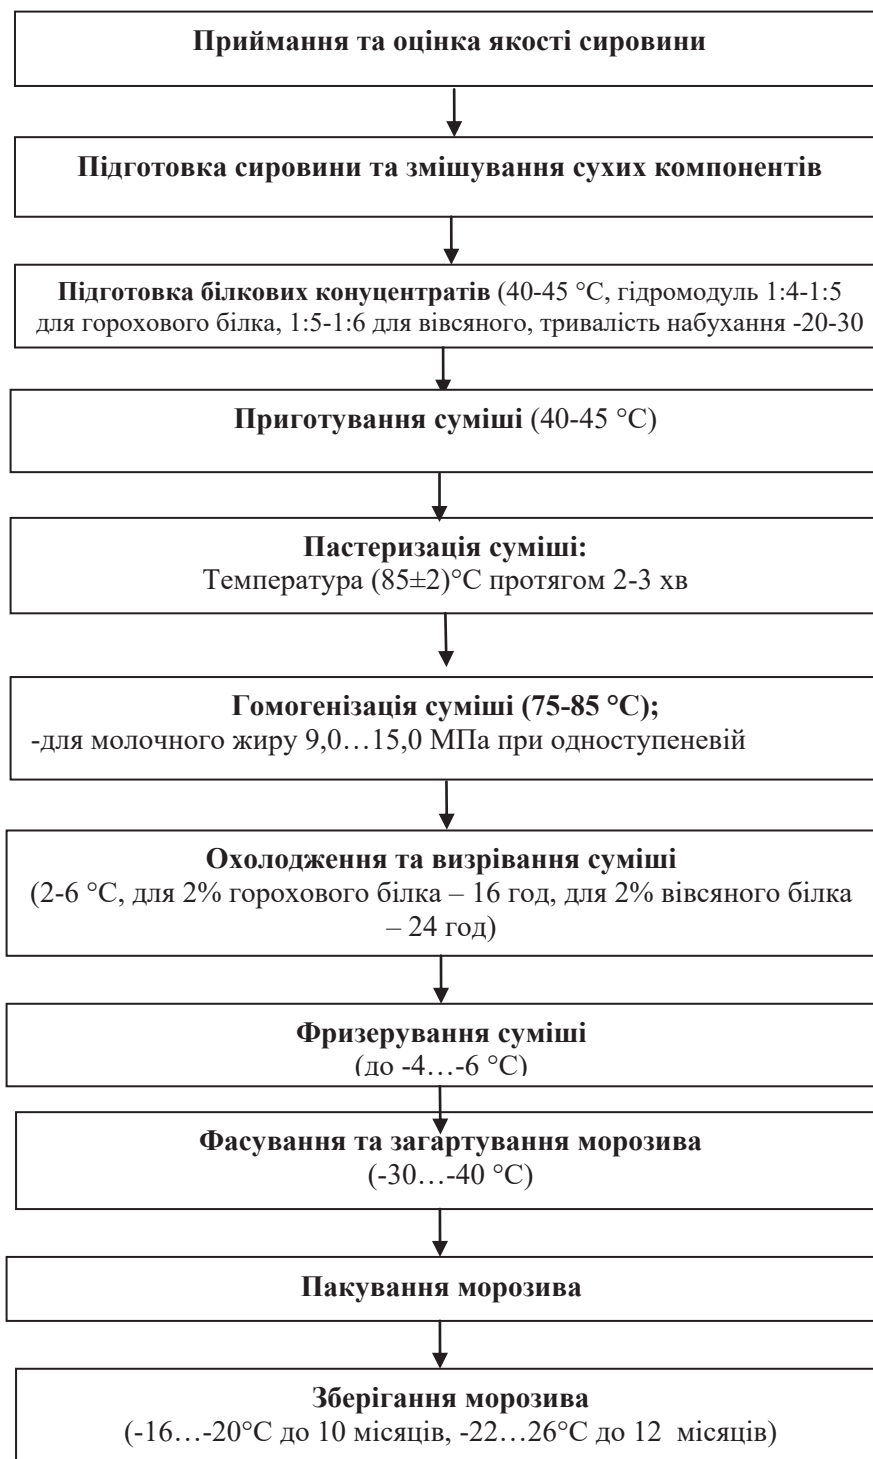 Приймання та оцінка якості сировини
Підготовка сировини та змішування сухих компонентів
Підготовка білкових конуцентратів (40-45 °С, гідромодуль 1:4-1:5
для горохового білка, 1:5-1:6 для вівсяного, тривалість набухання -20-30
Приготування суміші (40-45 °С)
Пастеризація суміші:
Температура (85±2)°С протягом 2-3 хв
Гомогенізація суміші (75-85 °С);
-для молочного жиру 9,0…15,0 МПа при одноступеневій
Охолодження та визрівання суміші
(2-6 °С, для 2% горохового білка – 16 год, для 2% вівсяного білка
– 24 год)
Фризерування суміші
(до -4…-6 °С)
Фасування та загартування морозива
(-30…-40 °С)
Пакування морозива
Зберігання морозива
(-16…-20°С до 10 місяців, -22…26°С до 12 місяців)